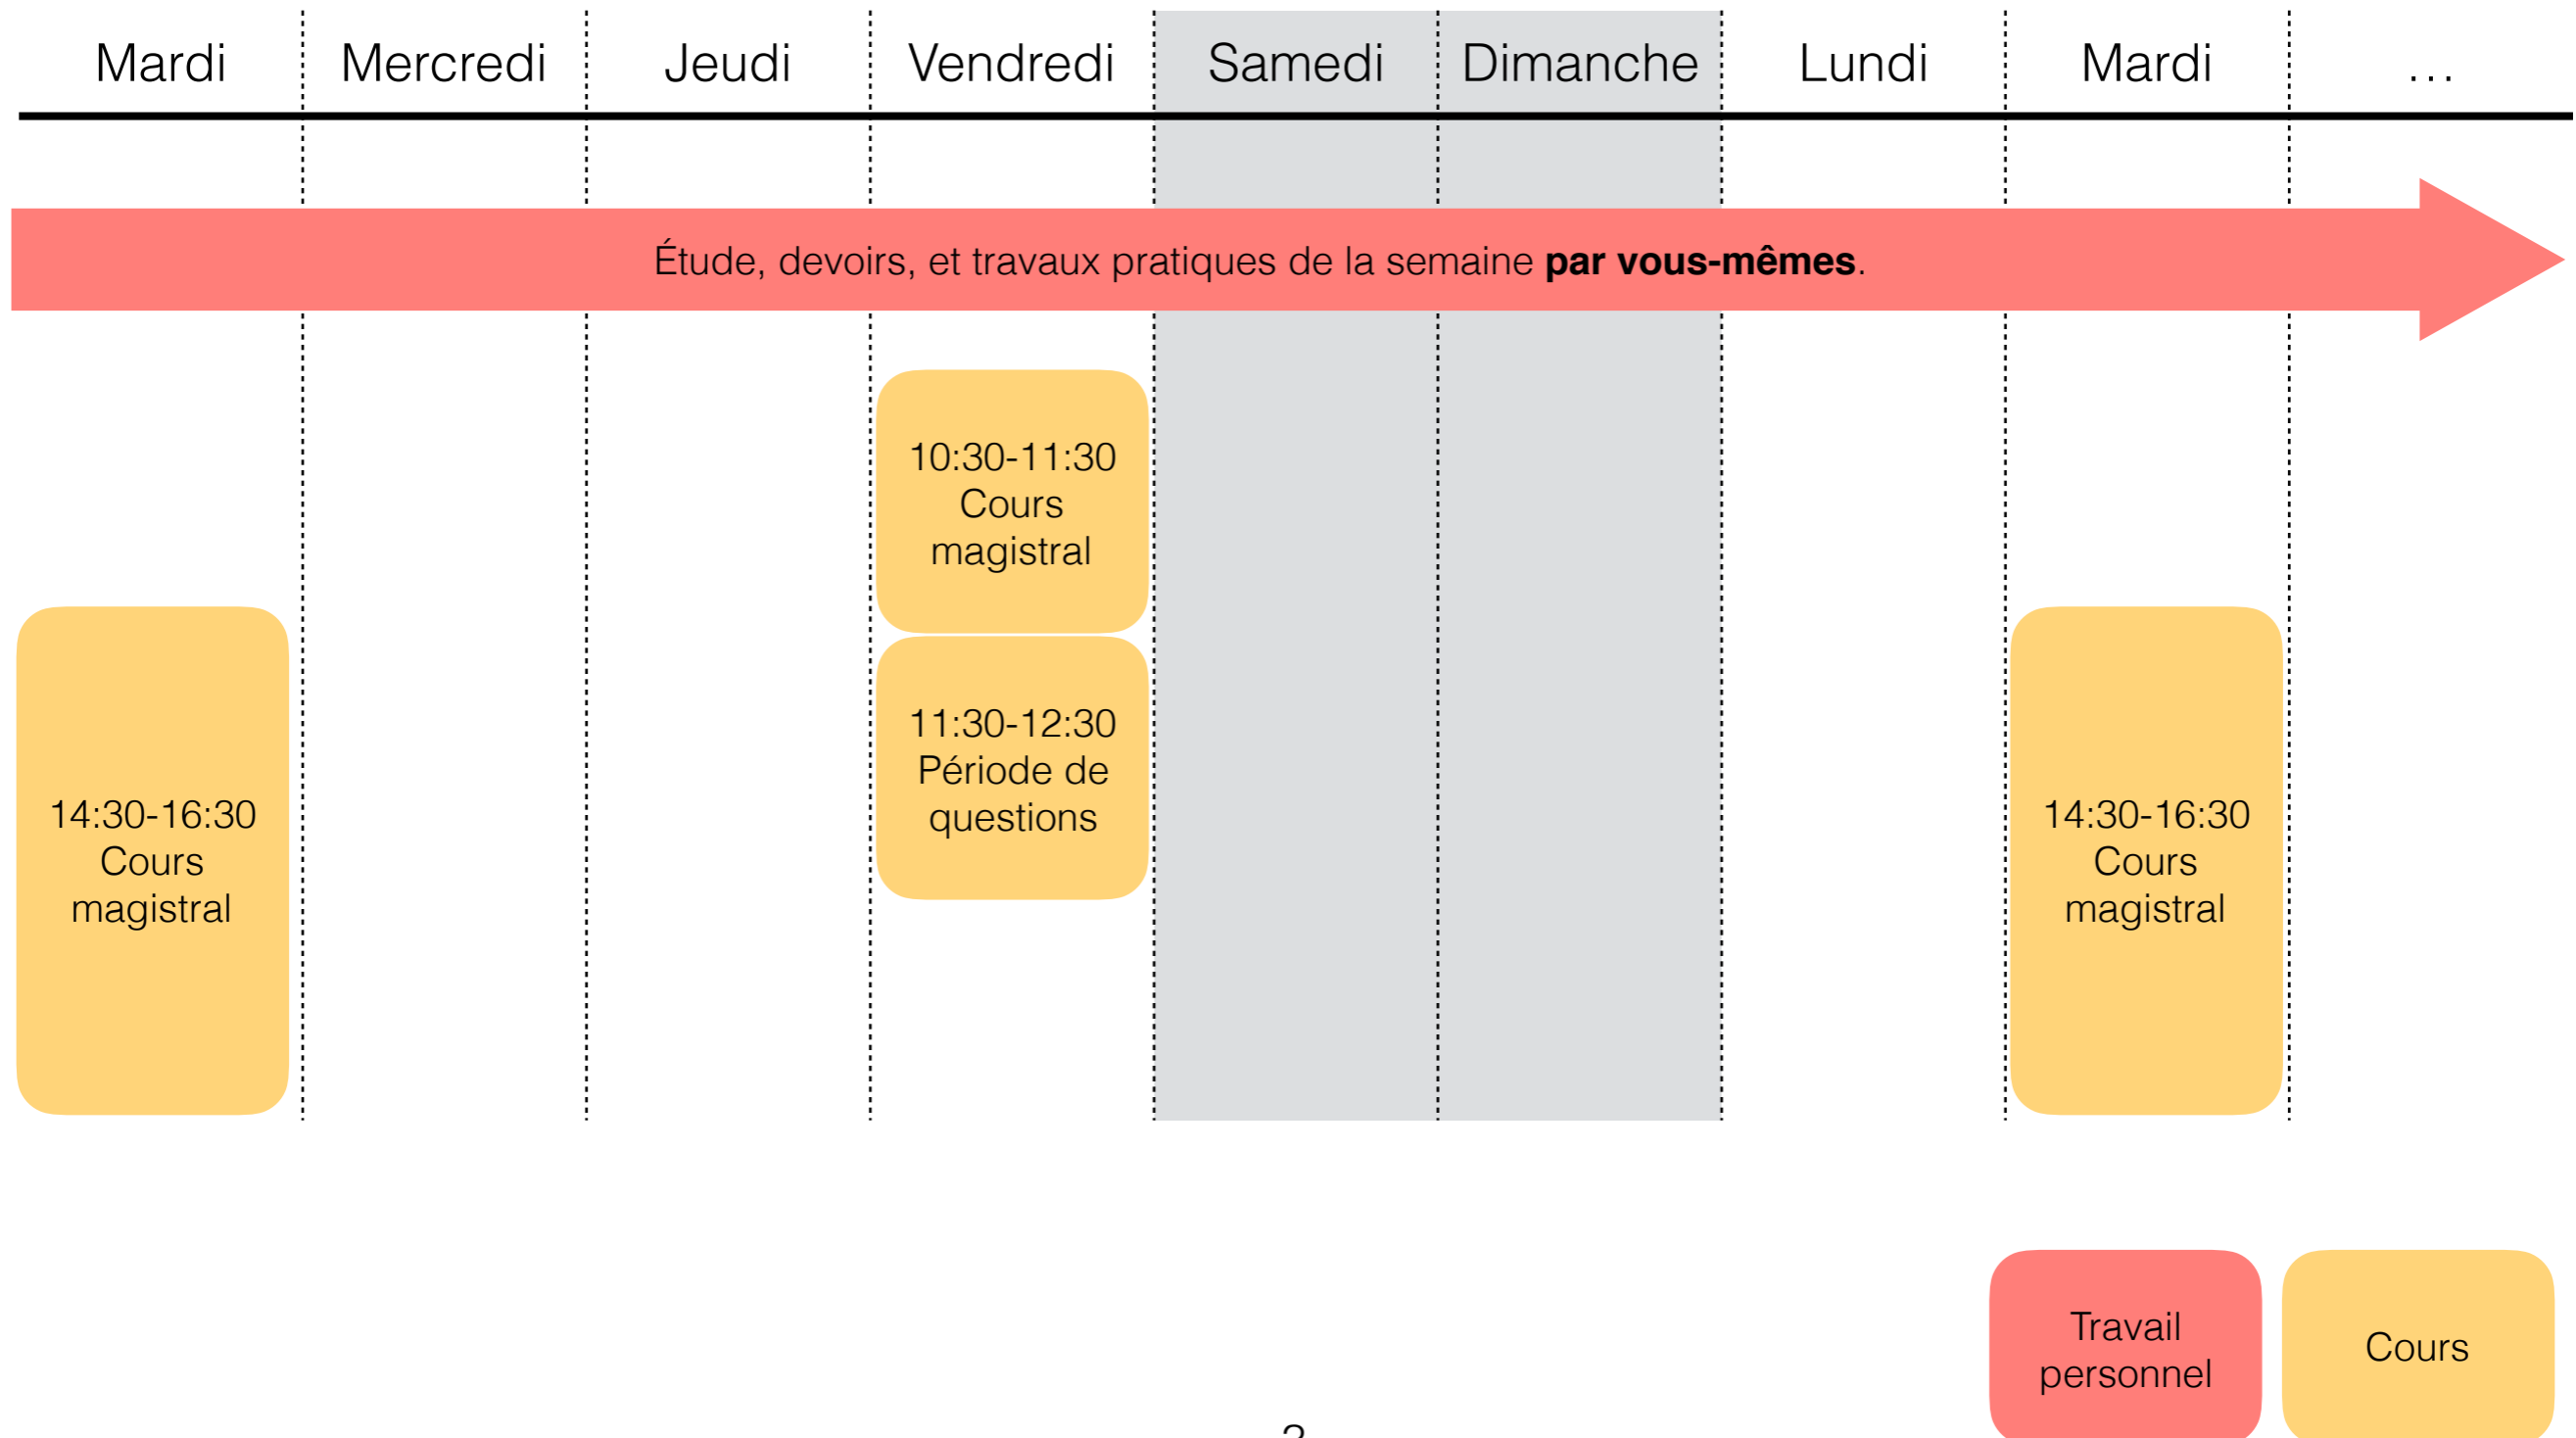 Mardi Mercredi Jeudi Vendredi Samedi Dimanche Lundi Mardi ...
Étude, devoirs, et travaux pratiques de la semaine par vous-mêmes.
14:30-16:30
Cours
magistral
10:30-11:30
Cours
magistral
11:30-12:30
Période de
questions
14:30-16:30
Cours
magistral
Travail
personnel
Cours